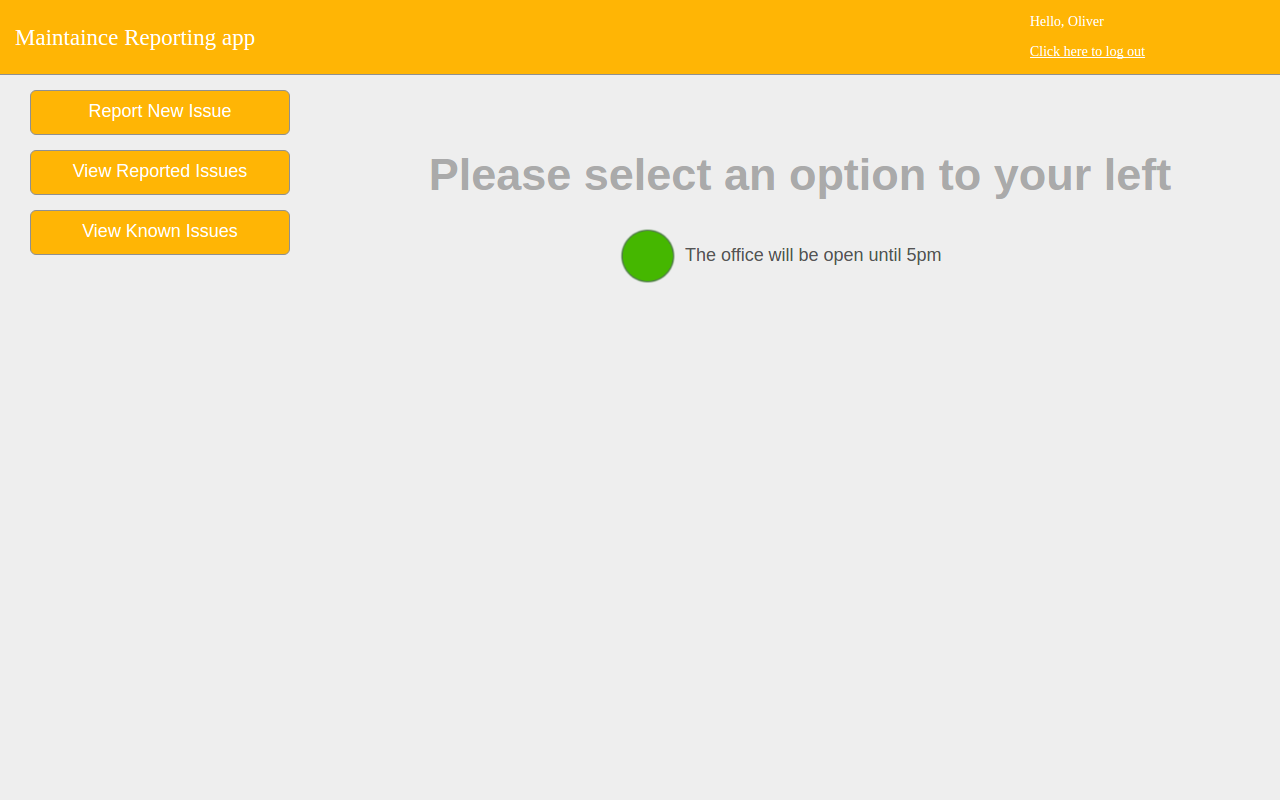 Maintaince Reporting app
Hello, Oliver
Click here to log out
Report New Issue
View Reported Issues
View Known Issues
Please select an option to your left
The office will be open until 5pm